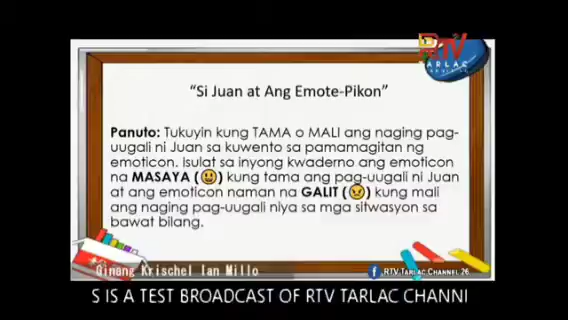 RTV
TARLAC
CHANNEL 26
“Si Juan at Ang Emote-Pikon”
Panuto: Tukuyin kung TAMA o MALI ang naging pag-
uugali ni Juan sa kuwento sa pamamagitan ng
emoticon. Isulat sa inyong kwaderno ang emoticon
na MASAYA (😃) kung tama ang pag-uugali ni Juan
at ang emoticon naman na GALIT (😠) kung mali
ang naging pag-uugali niya sa mga sitwasyon sa
bawat bilang.
Ginang Krischel Ian Millo
RTV Tarlac Channel 26
S IS A TEST BROADCAST OF RTV TARLAC CHANNI